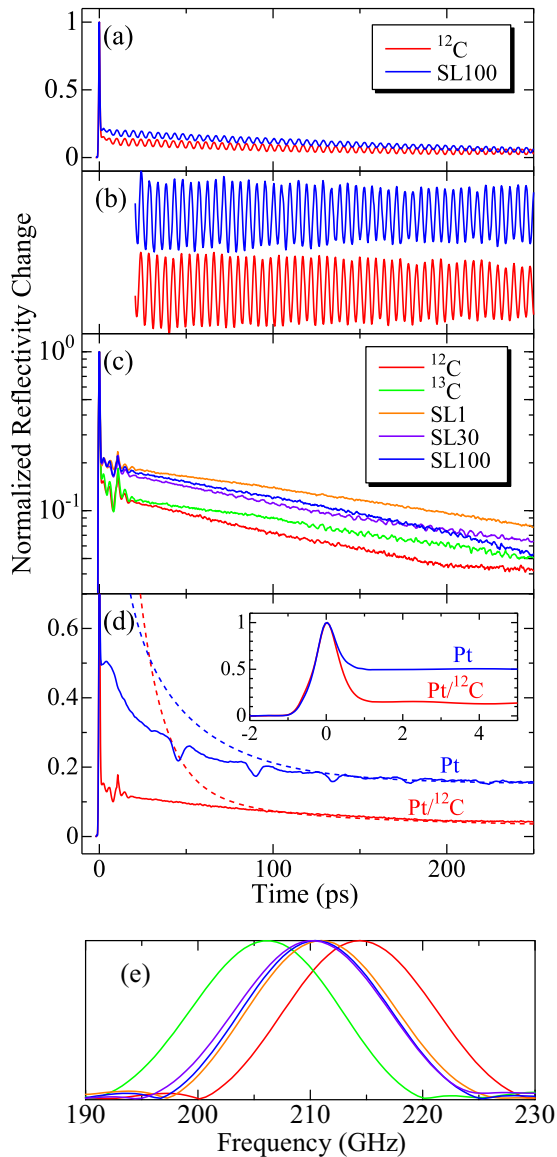 Normalized Reflectivity Change
(a)
1
0.5
0
¹²C
SL100
(b)
(c)
10⁰
10⁻¹
¹²C
¹³C
SL1
SL30
SL100
(d)
0.6
0.4
0.2
0
1
0.5
0
-2 0 2 4
Pt
Pt/¹²C
Pt
Pt/¹²C
0 100 200
Time (ps)
(e)
190 200 210 220 230
Frequency (GHz)